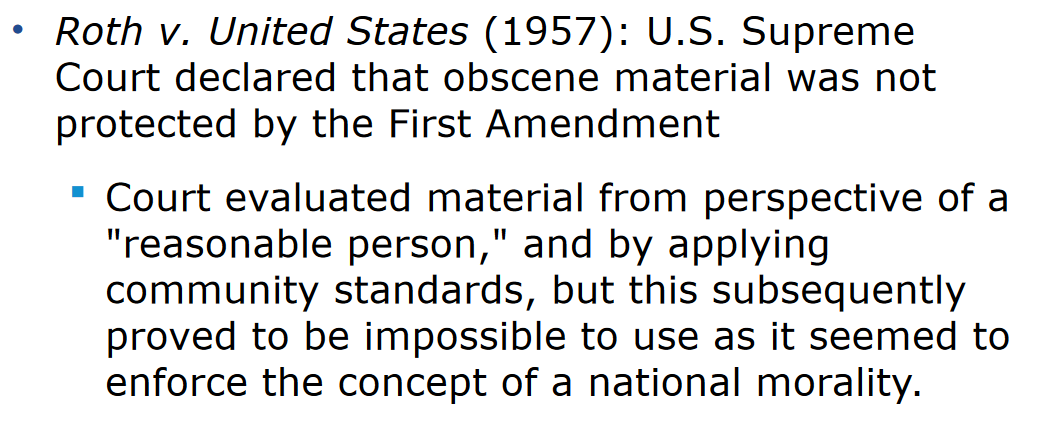 • Roth v. United States (1957): U.S. Supreme
Court declared that obscene material was not
protected by the First Amendment
▪ Court evaluated material from perspective of a
"reasonable person," and by applying
community standards, but this subsequently
proved to be impossible to use as it seemed to
enforce the concept of a national morality.